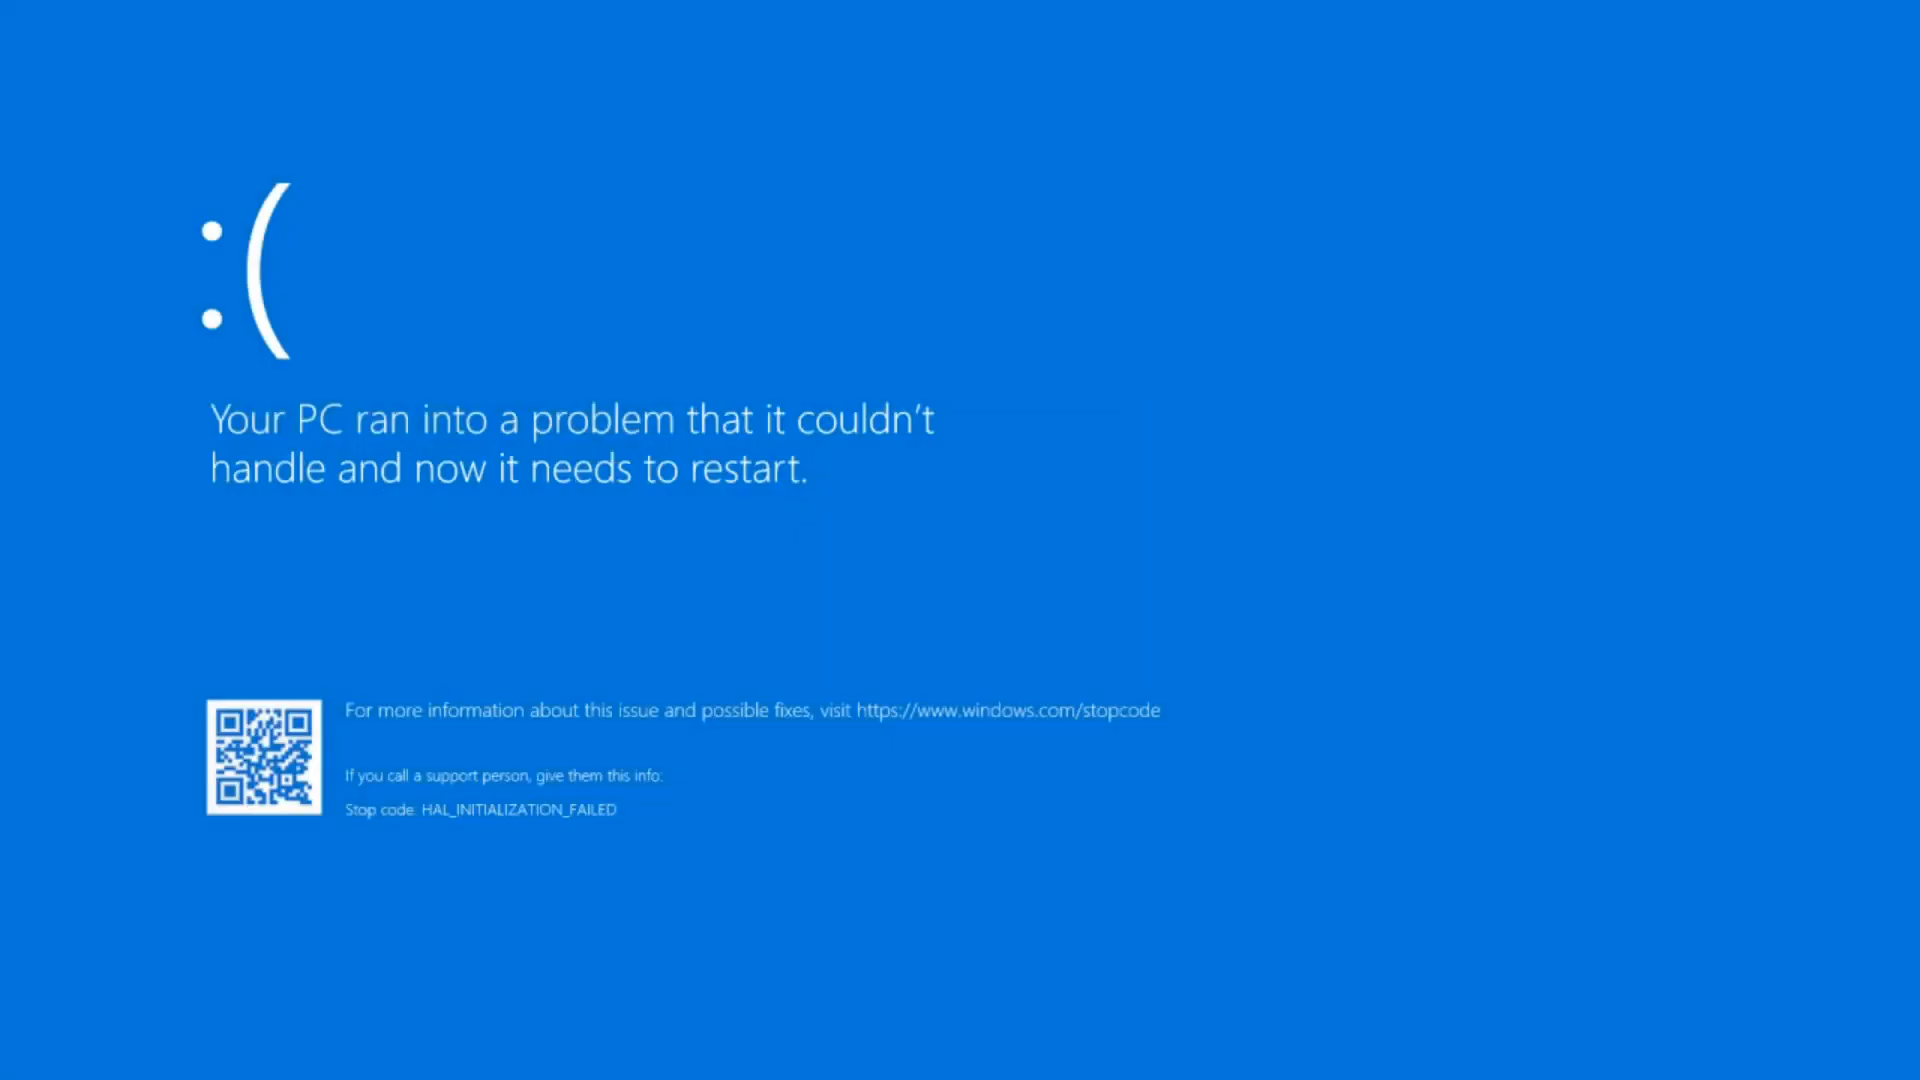 :(
Your PC ran into a problem that it couldn't
handle and now it needs to restart.
For more information about this issue and possible fixes, visit https://www.windows.com/stopcode
If you call a support person, give them this info:
Stop code: HAL_INITIALIZATION_FAILED